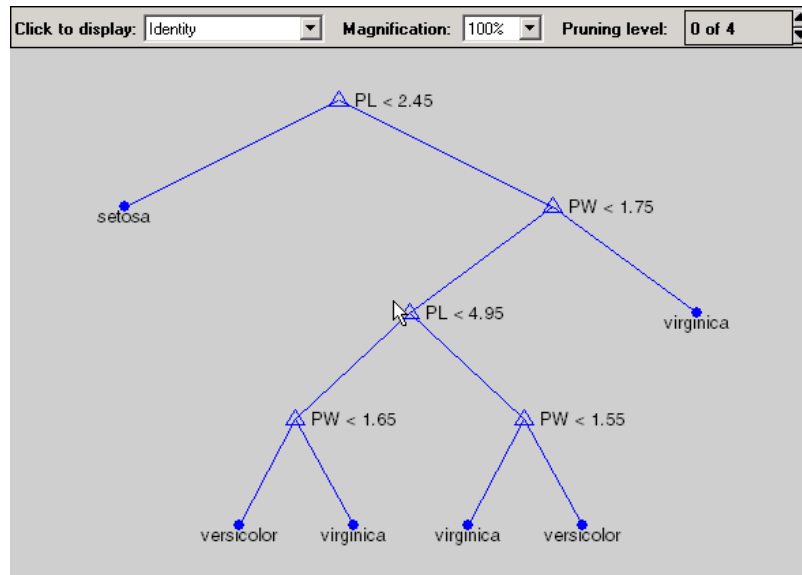 Click to display: Identity Magnification: 100% Pruning level: 0 of 4
PL < 2.45
setosa
PW < 1.75
PL < 4.95
virginica
PW < 1.65
PW < 1.55
versicolor
virginica
virginica
versicolor